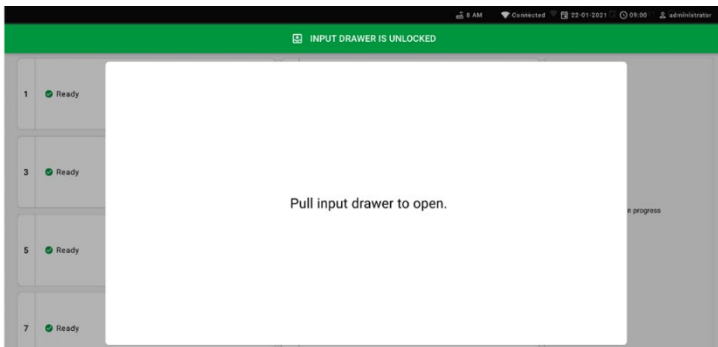 8 AM Connected 22-01-2021 09:00 administrator
INPUT DRAWER IS UNLOCKED
1 Ready
3 Ready
Pull input drawer to open.
progress
5 Ready
7 Ready